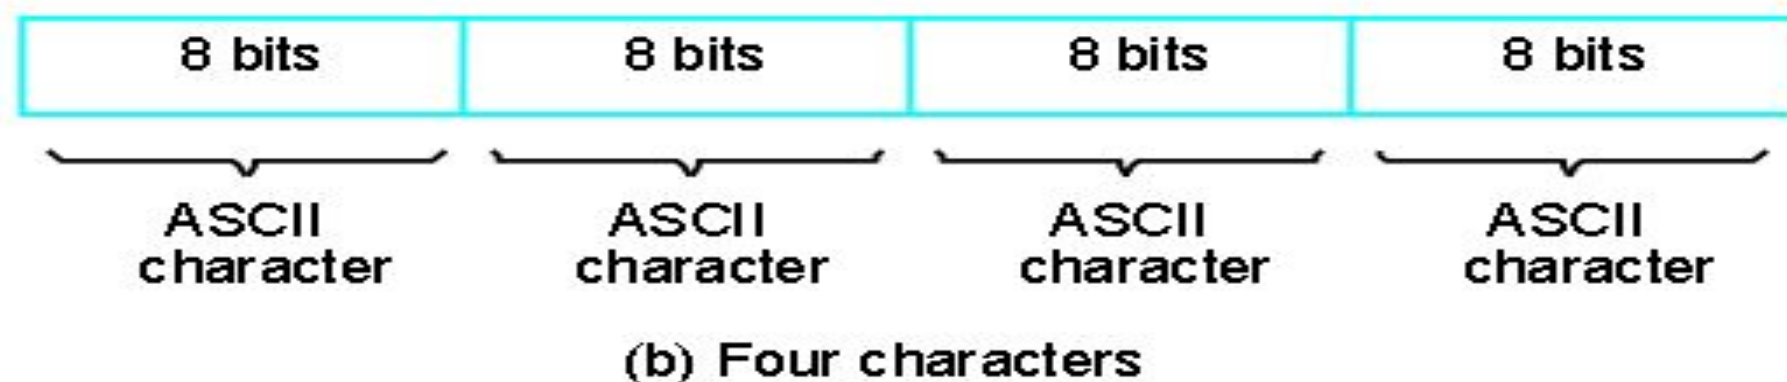 8 bits 8 bits 8 bits 8 bits
ASCII ASCII ASCII ASCII
character character character character
(b) Four characters